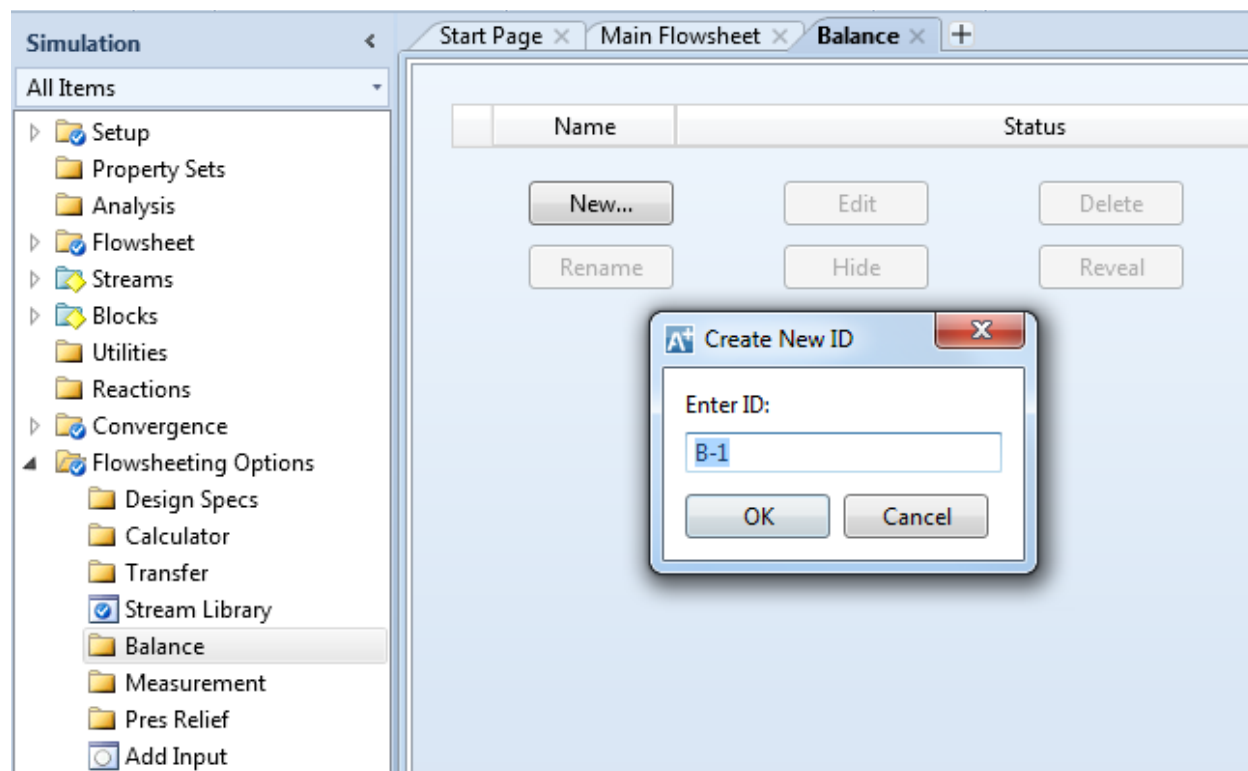 Simulation
Start Page
Main Flowsheet
Balance
All Items
Name
Status
Setup
Property Sets
Analysis
Flowsheet
Streams
Blocks
Utilities
Reactions
Convergence
Flowsheeting Options
Design Specs
Calculator
Transfer
Stream Library
Balance
Measurement
Pres Relief
Add Input
New...
Edit
Delete
Rename
Hide
Reveal
A+ Create New ID
Enter ID:
B-1
OK
Cancel